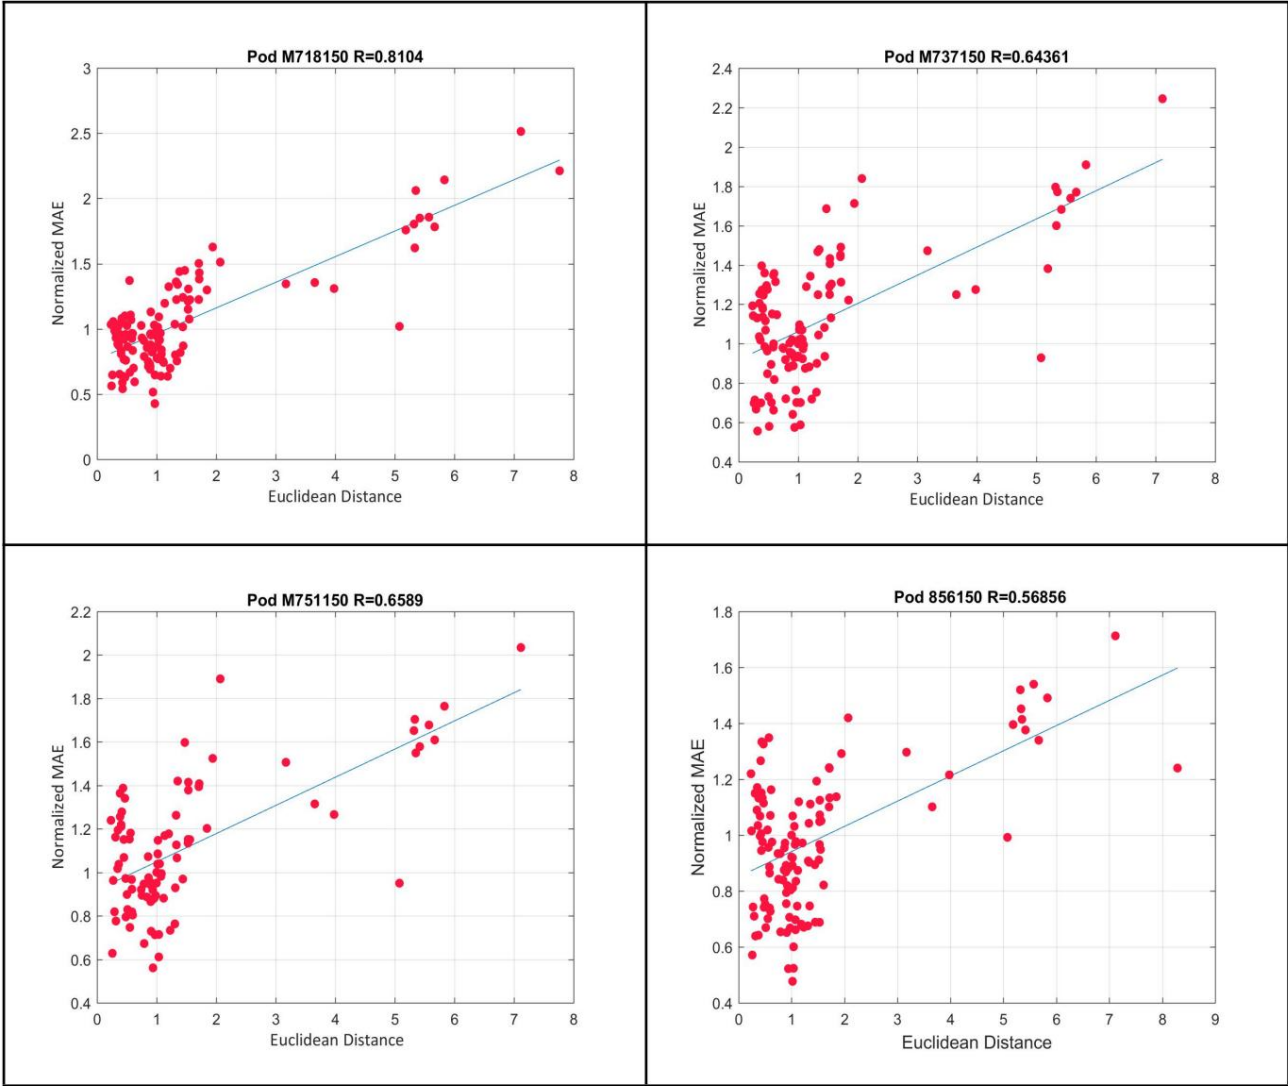 Pod M718150 R=0.8104
3
2.5
2
1.5
1
0.5
0
Normalized MAE
0 1 2 3 4 5 6 7 8
Euclidean Distance
Pod M737150 R=0.64361
2.4
2.2
2
1.8
1.6
1.4
1.2
1
0.8
0.6
0.4
Normalized MAE
0 1 2 3 4 5 6 7 8
Euclidean Distance
Pod M751150 R=0.6589
2.2
2
1.8
1.6
1.4
1.2
1
0.8
0.6
0.4
Normalized MAE
0 1 2 3 4 5 6 7 8
Euclidean Distance
Pod 856150 R=0.56856
1.8
1.6
1.4
1.2
1
0.8
0.6
0.4
Normalized MAE
0 1 2 3 4 5 6 7 8 9
Euclidean Distance